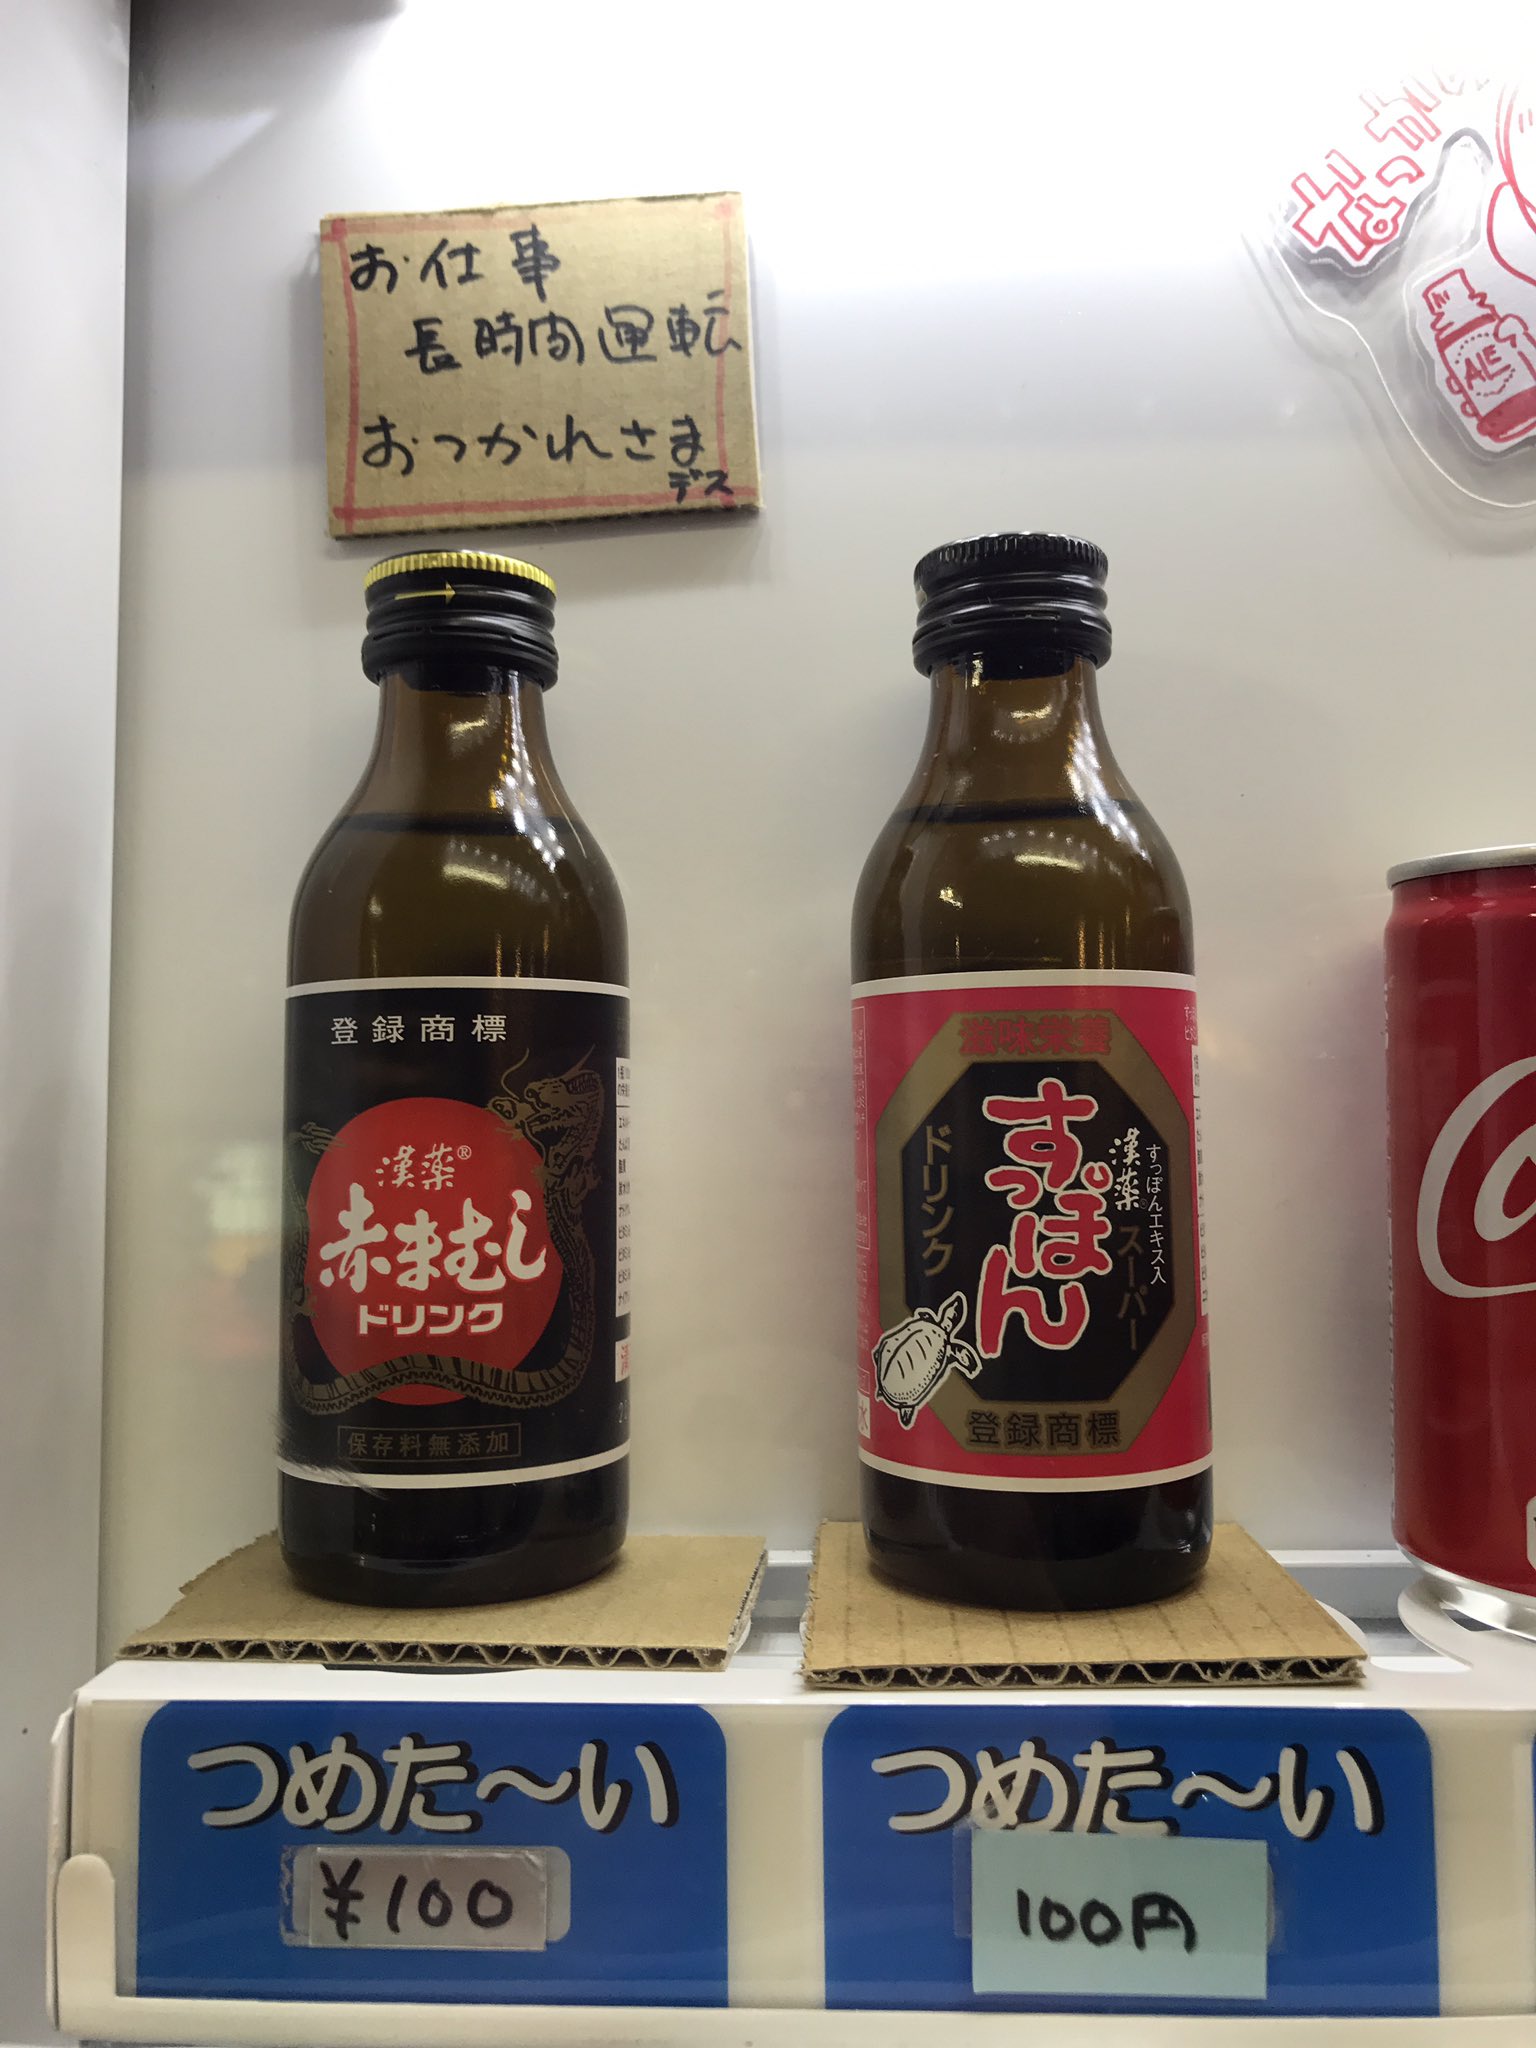 お仕事
長時間運転
おつかれさま
デス
登録商標
漢薬®
赤まむし
ドリンク
保存料無添加
滋味栄養
すっぽんエキス入
漢薬
スーパー
すっぽん
ドリンク
登録商標
つめた〜い
¥100
つめた〜い
100円
ALE